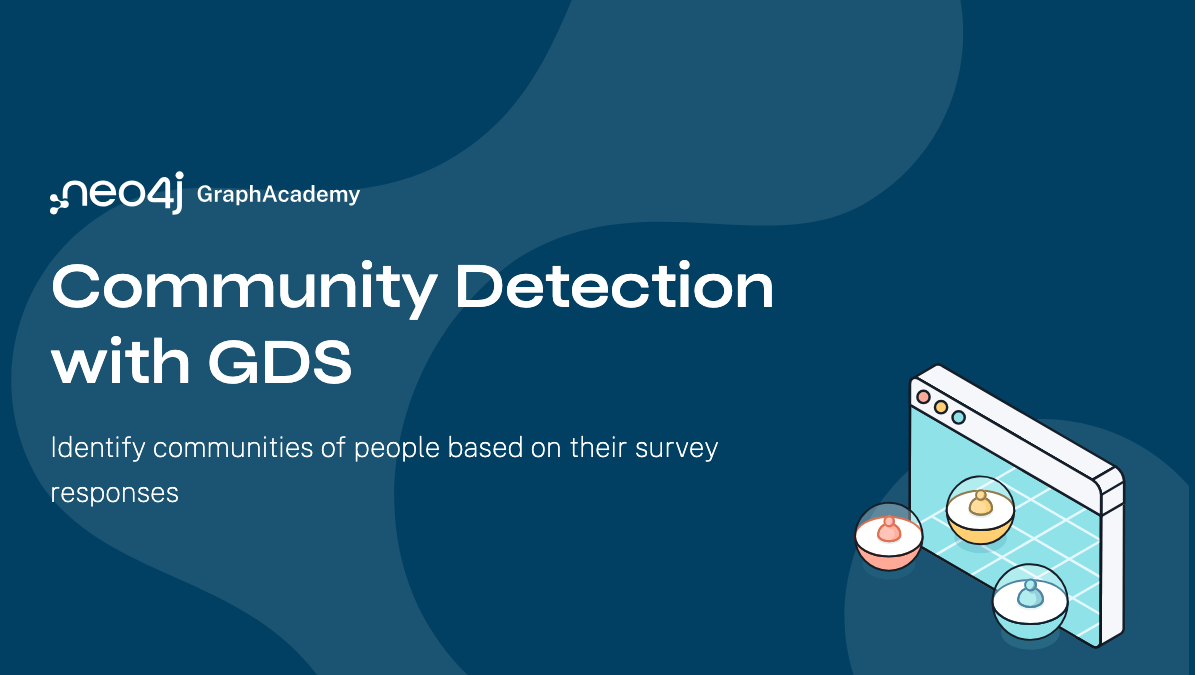 neo4j GraphAcademy
Community Detection
with GDS
Identify communities of people based on their survey
responses